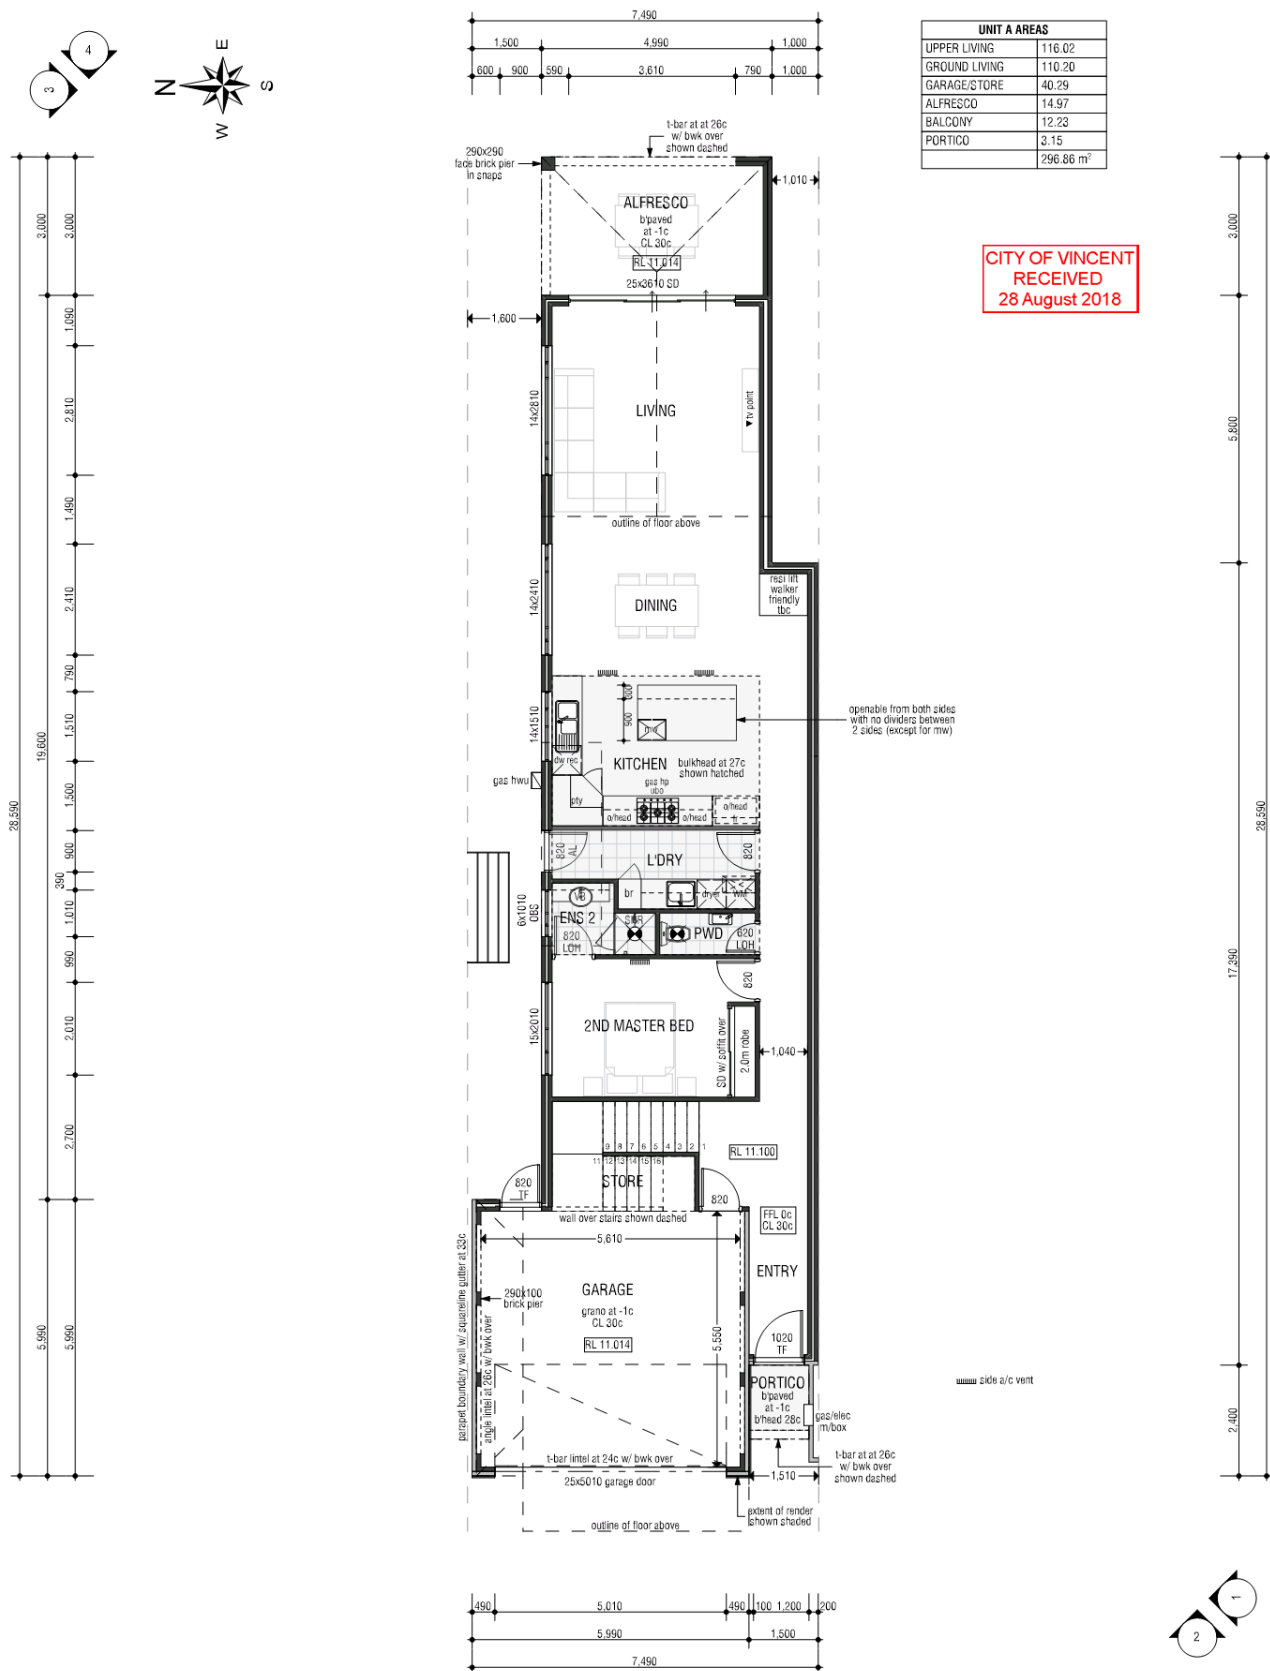 7,490
1,500
4,990
1,000
600
900
590
3,610
790
1,000
UNIT A AREAS
UPPER LIVING 116.02
GROUND LIVING 110.20
GARAGE/STORE 40.29
ALFRESCO 14.97
BALCONY 12.23
PORTICO 3.15
296.86 m²
4
3
N
E
S
W
CITY OF VINCENT
RECEIVED
28 August 2018
t-bar at at 26c
w/ bwk over
shown dashed
290x290
face brick pier
in snaps
1,010
ALFRESCO
b'paved
at -1c
CL 30c
RL 11.014
25x3610 SD
1,600
28,590
3,000
19,600
5,990
3,000
1,090
2,810
1,490
2,410
790
1,510
1,500
900
390
1,010
990
2,010
2,700
5,990
3,000
5,800
17,390
2,400
28,590
14x2810
LIVING
tv point
outline of floor above
14x2410
DINING
resi lift
walker
friendly
tbc
600
900
mw
14x1510
openable from both sides
with no dividers between
2 sides (except for mw)
dw rec
KITCHEN
bulkhead at 27c
shown hatched
gas hwu
pty
gas hp
ubo
o/head
o/head
o/head
fr
820
AL
L'DRY
820
br
dryer
WM
6x1010
OBS
VB
ENS 2
SHR
820
LOH
PWD
620
LOH
820
15x2010
2ND MASTER BED
SD w/ soffit over
2.0m robe
1,040
9 8 7 6 5 4 3 2 1
11 12 13 14 15 16
RL 11.100
STORE
820
TF
820
wall over stairs shown dashed
5,610
FFL 0c
CL 30c
ENTRY
parapet boundary wall w/ squareline gutter at 33c
angle lintel at 26c w/ bwk over
290x100
brick pier
GARAGE
grano at -1c
CL 30c
RL 11.014
5,550
1020
TF
PORTICO
b'paved
at -1c
b'head 28c
gas/elec
m/box
side a/c vent
t-bar lintel at 24c w/ bwk over
25x5010 garage door
1,510
t-bar at at 26c
w/ bwk over
shown dashed
extent of render
shown shaded
outline of floor above
490
5,010
490
100
1,200
200
5,990
1,500
7,490
1
2